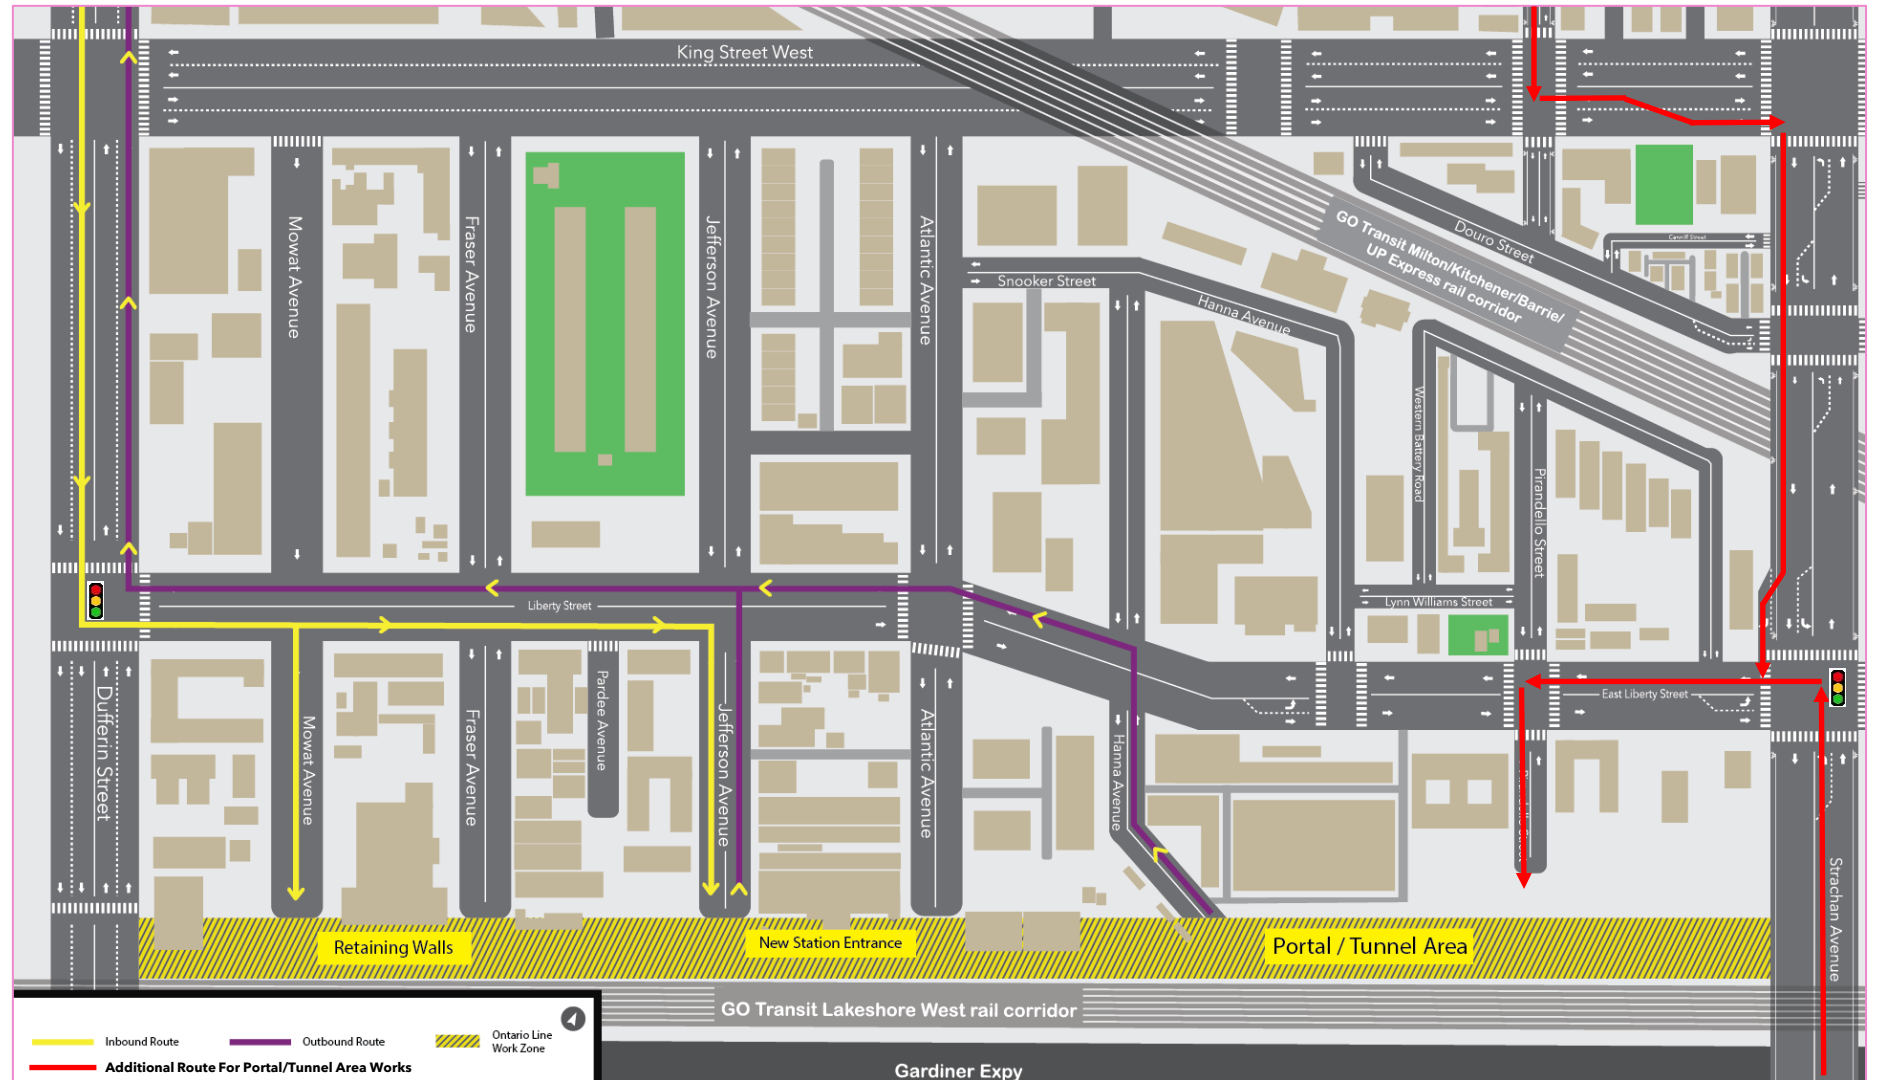 King Street West
Mowat Avenue
Fraser Avenue
Jefferson Avenue
Atlantic Avenue
Snooker Street
Hanna Avenue
GO Transit Milton/Kitchener/Barrie/
UP Express rail corridor
Douro Street
Canniff Street
Western Battery Road
Pirandello Street
Liberty Street
Lynn Williams Street
East Liberty Street
Dufferin Street
Mowat Avenue
Fraser Avenue
Pardee Avenue
Jefferson Avenue
Atlantic Avenue
Hanna Avenue
Strachan Avenue
Retaining Walls
New Station Entrance
Portal / Tunnel Area
GO Transit Lakeshore West rail corridor
Gardiner Expy
Inbound Route
Outbound Route
Ontario Line
Work Zone
Additional Route For Portal/Tunnel Area Works